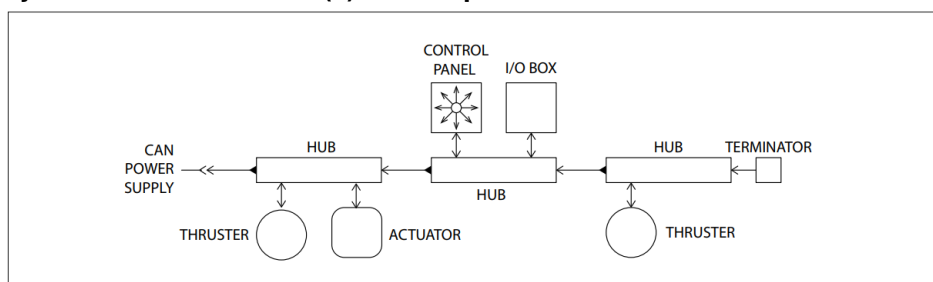 CONTROL
PANEL
I/O BOX
HUB
HUB
TERMINATOR
CAN
POWER
SUPPLY
HUB
THRUSTER
ACTUATOR
THRUSTER